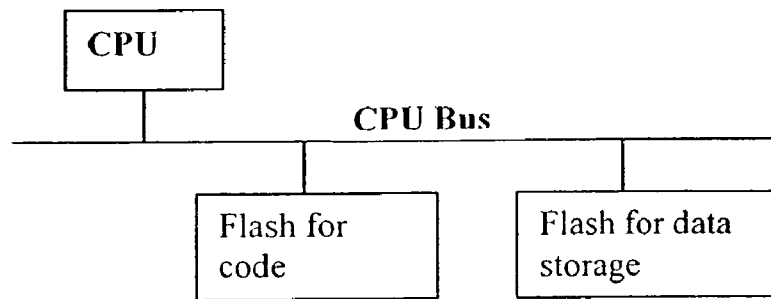 CPU
CPU Bus
Flash for
code
Flash for data
storage